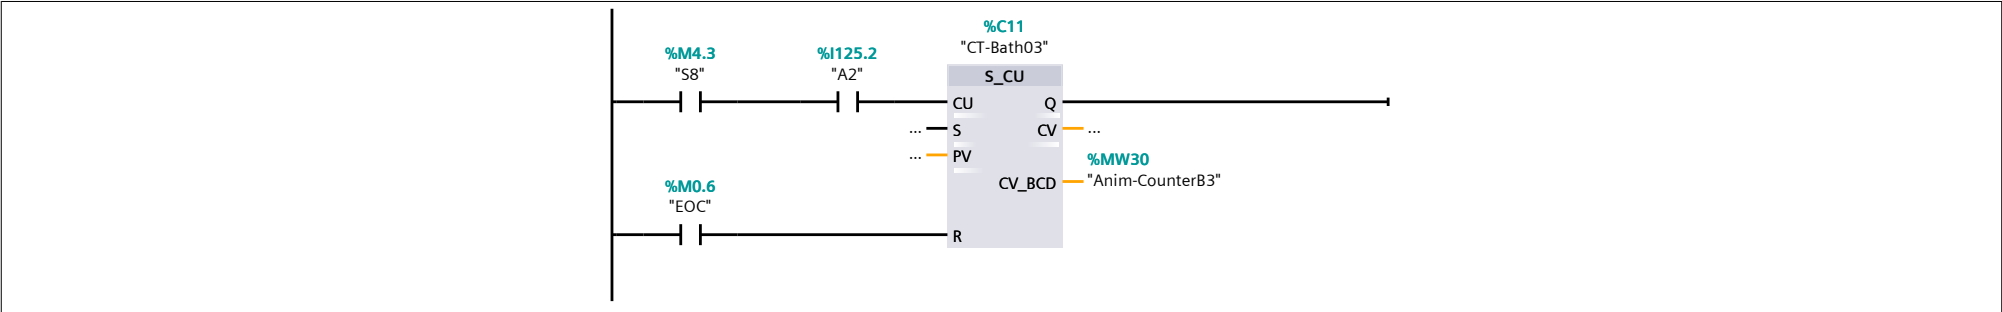 %C11
"CT-Bath03"
%M4.3
%I125.2
"S8"
"A2"
S_CU
CU
Q
...
S
CV
...
...
PV
%MW30
"Anim-CounterB3"
CV_BCD
%M0.6
"EOC"
R